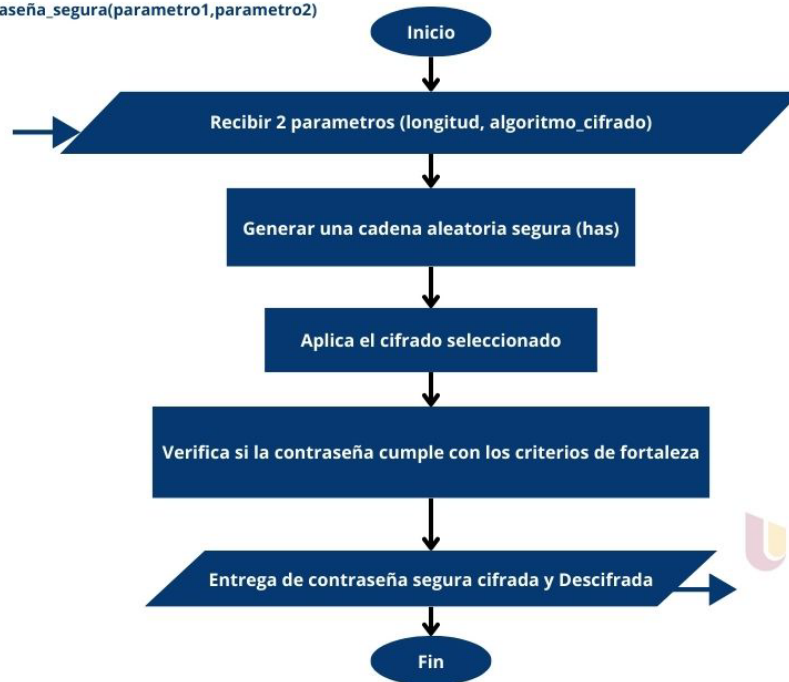 aseña_segura(parametro1,parametro2)
Inicio
Recibir 2 parametros (longitud, algoritmo_cifrado)
Generar una cadena aleatoria segura (has)
Aplica el cifrado seleccionado
Verifica si la contraseña cumple con los criterios de fortaleza
Entrega de contraseña segura cifrada y Descifrada
Fin